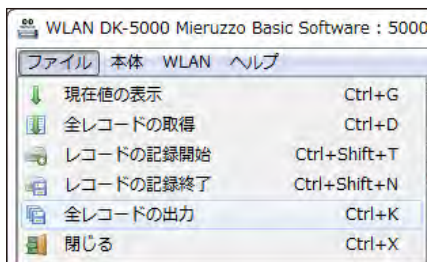 WLAN DK-5000 Mieruzzo Basic Software : 5000
ファイル 本体 WLAN ヘルプ
現在値の表示 Ctrl+G
全レコードの取得 Ctrl+D
レコードの記録開始 Ctrl+Shift+T
レコードの記録終了 Ctrl+Shift+N
全レコードの出力 Ctrl+K
閉じる Ctrl+X